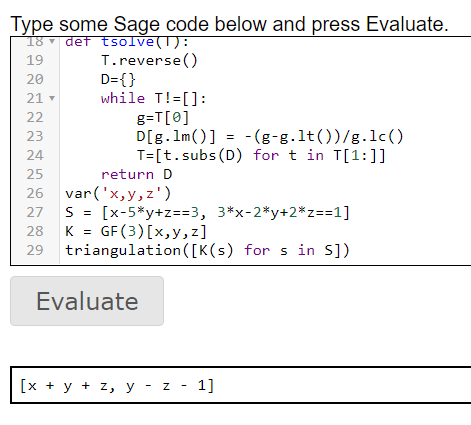 Type some Sage code below and press Evaluate.
18 def tsolve(T):
19 T.reverse()
20 D={}
21 while T!=[]:
22 g=T[0]
23 D[g.lm()] = -(g-g.lt())/g.lc()
24 T=[t.subs(D) for t in T[1:]]
25 return D
26 var('x,y,z')
27 S = [x-5*y+z==3, 3*x-2*y+2*z==1]
28 K = GF(3)[x,y,z]
29 triangulation([K(s) for s in S])
Evaluate
[x + y + z, y - z - 1]